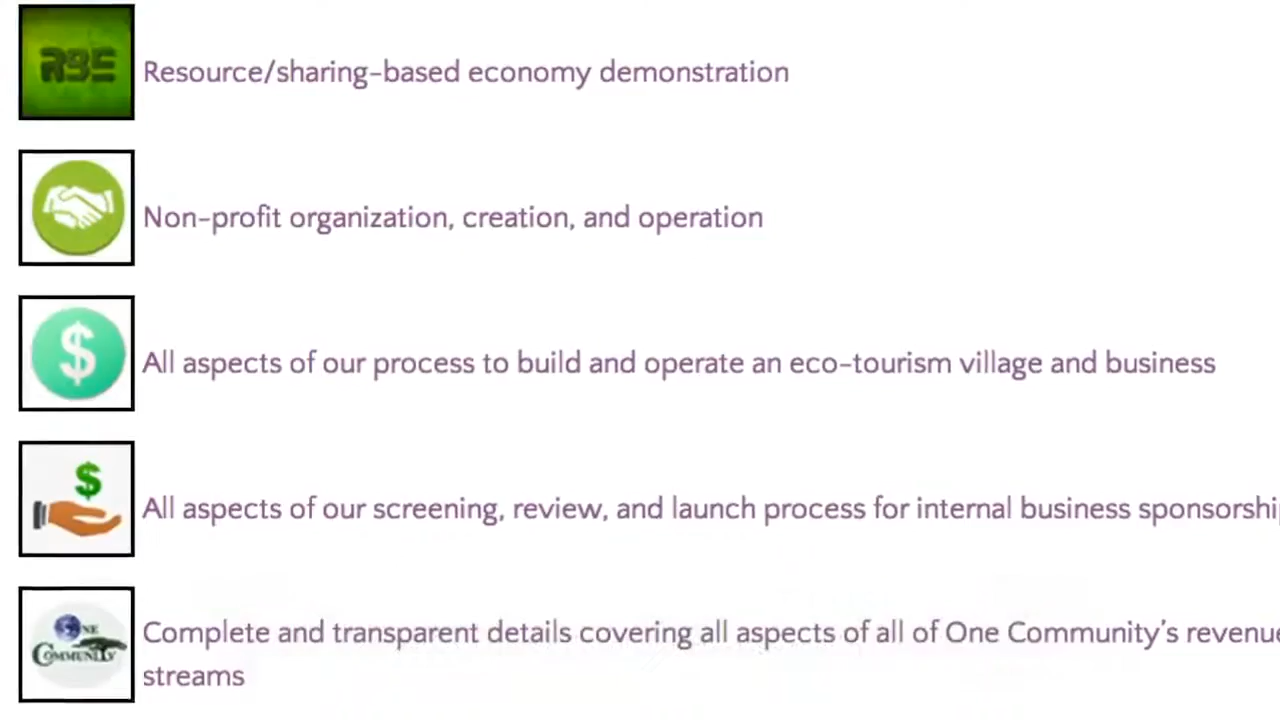 RBE
Resource/sharing-based economy demonstration
Non-profit organization, creation, and operation
$
All aspects of our process to build and operate an eco-tourism village and business
$
All aspects of our screening, review, and launch process for internal business
ONE
COMMUNITY
Complete and transparent details covering all aspects of all of One Community's revenue
streams